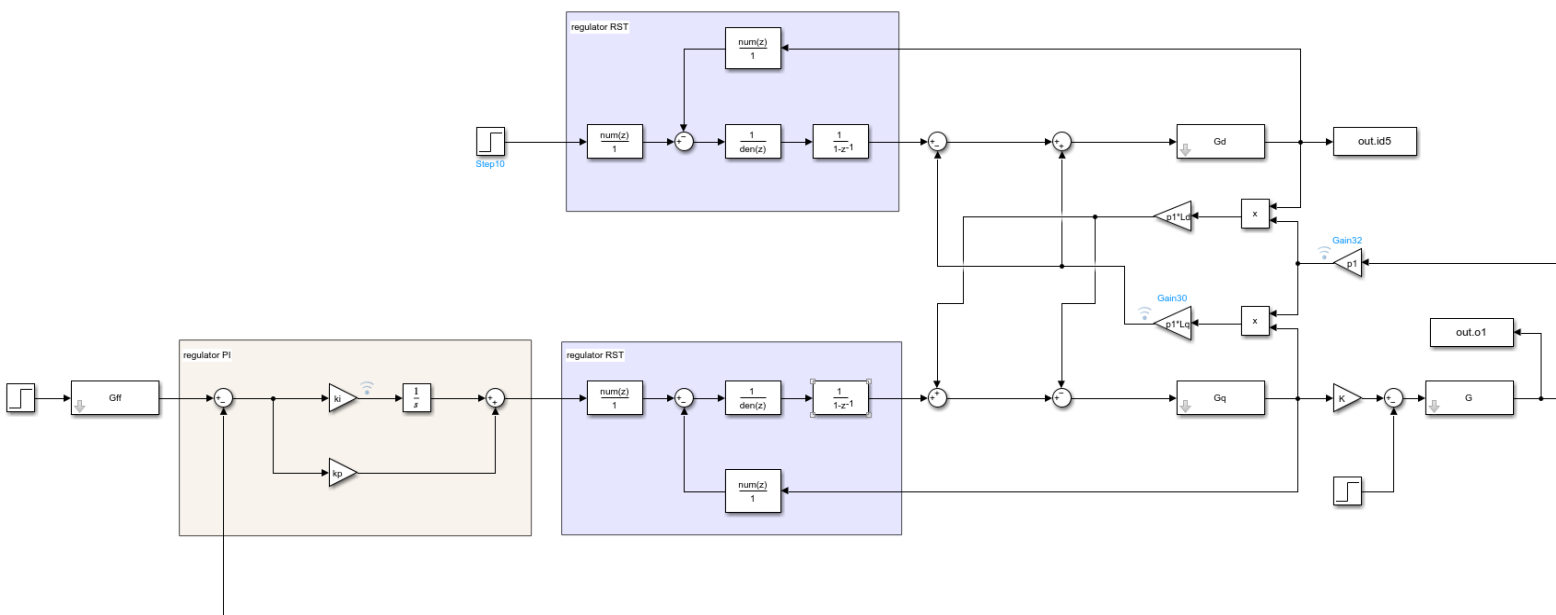 regulator RST
num(z)
1
Step10
num(z)
1
+
−
1
den(z)
1
1-z-1
+
−
+
+
Gd
out.id5
p1*Ld
x
Gain32
p1
Gain30
p1*Lq
x
out.o1
regulator PI
Gff
+
−
ki
1
s
+
+
kp
regulator RST
num(z)
1
+
−
1
den(z)
1
1-z-1
+
+
+
−
Gq
K
+
−
G
num(z)
1